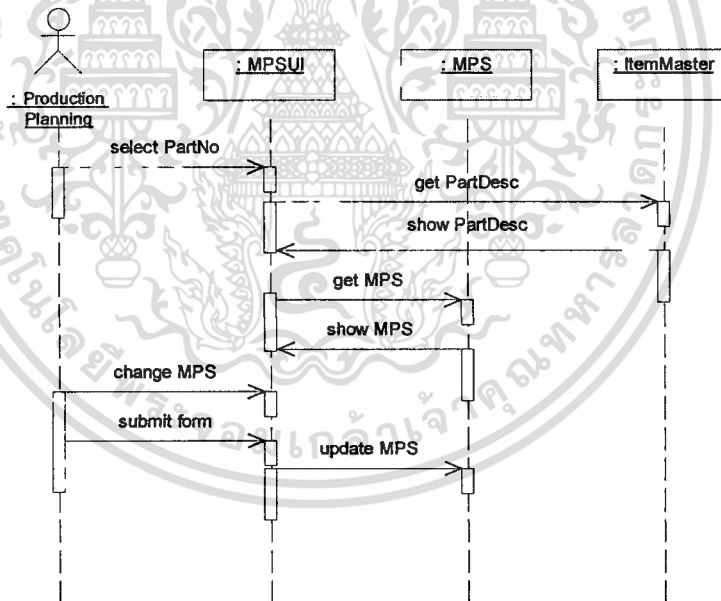 : MPSUI
: MPS
: ItemMaster
: Production
Planning
select PartNo
get PartDesc
show PartDesc
get MPS
show MPS
change MPS
submit form
update MPS